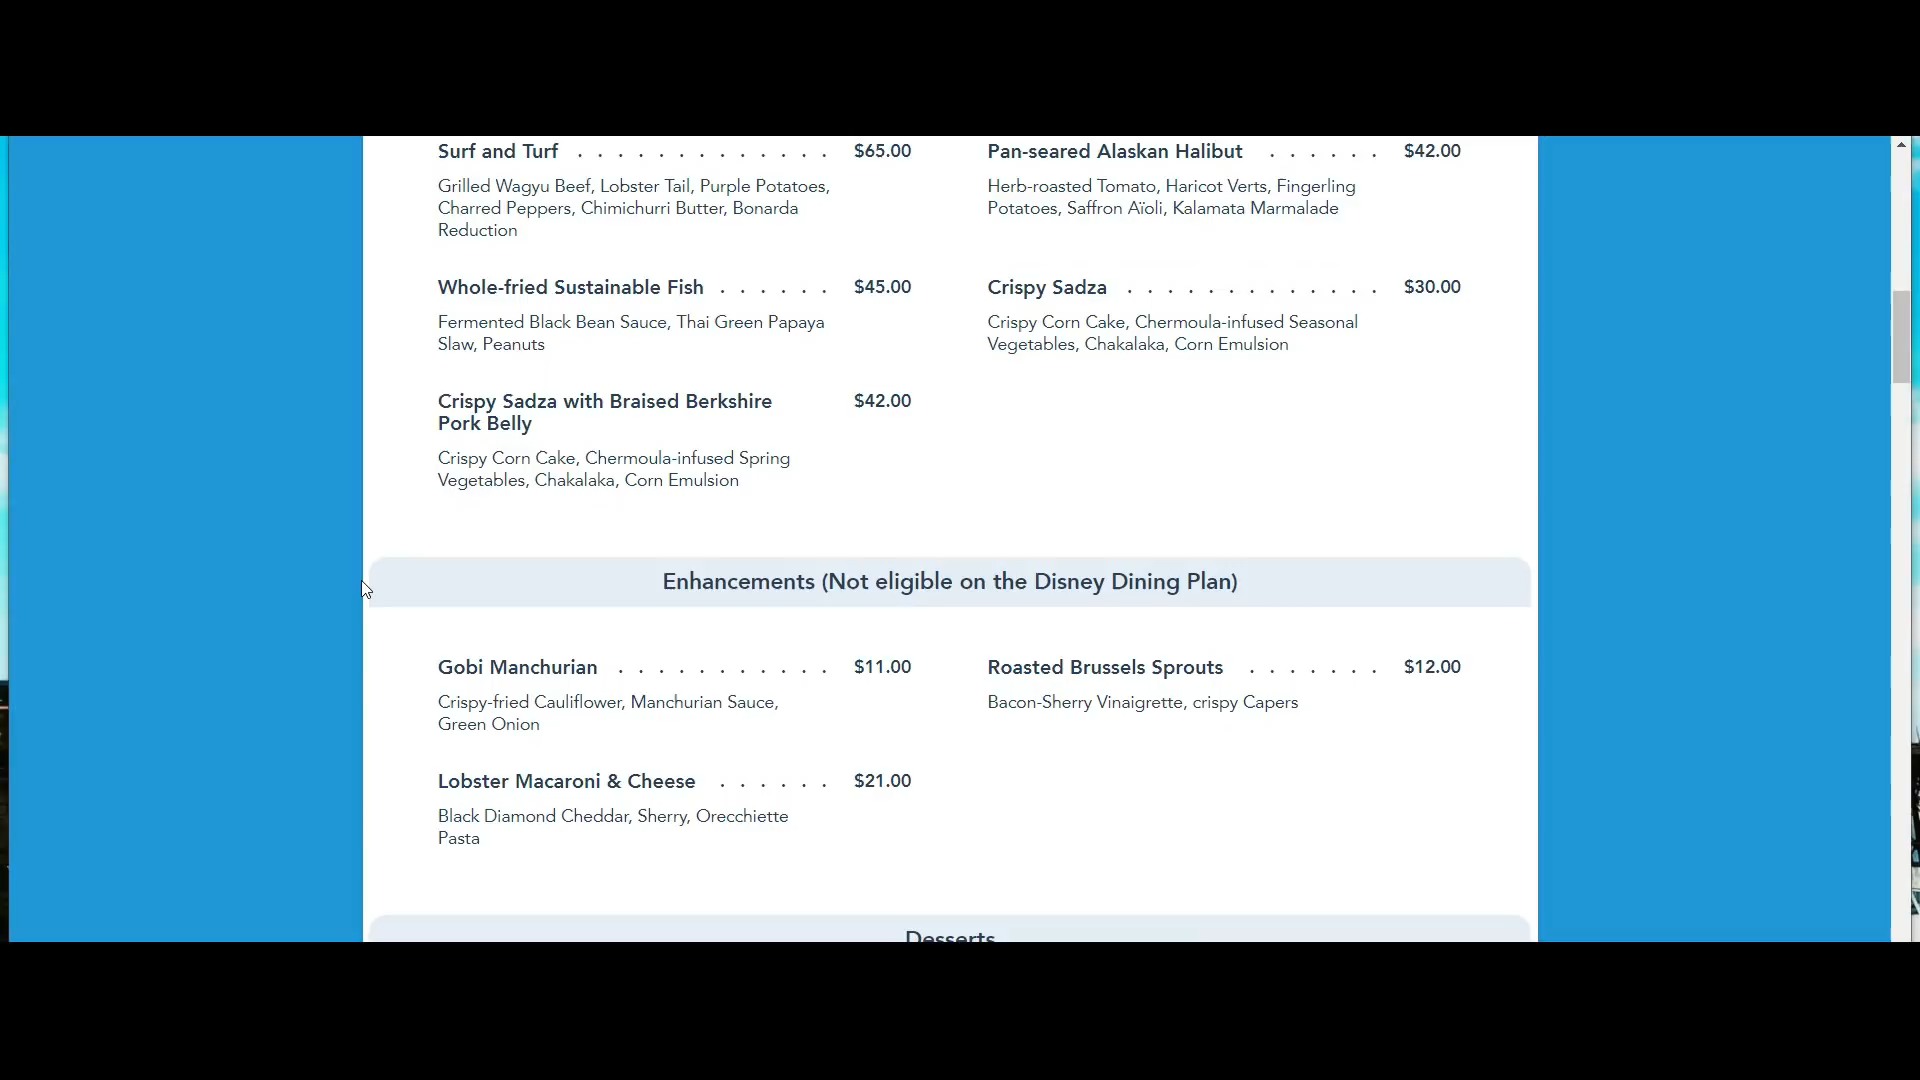 Surf and Turf . . . . . . . . . . . . . $65.00
Grilled Wagyu Beef, Lobster Tail, Purple Potatoes,
Charred Peppers, Chimichurri Butter, Bonarda
Reduction
Pan-seared Alaskan Halibut . . . . . . $42.00
Herb-roasted Tomato, Haricot Verts, Fingerling
Potatoes, Saffron Aïoli, Kalamata Marmalade
Whole-fried Sustainable Fish . . . . . . $45.00
Fermented Black Bean Sauce, Thai Green Papaya
Slaw, Peanuts
Crispy Sadza . . . . . . . . . . . . . $30.00
Crispy Corn Cake, Chermoula-infused Seasonal
Vegetables, Chakalaka, Corn Emulsion
Crispy Sadza with Braised Berkshire $42.00
Pork Belly
Crispy Corn Cake, Chermoula-infused Spring
Vegetables, Chakalaka, Corn Emulsion
Enhancements (Not eligible on the Disney Dining Plan)
Gobi Manchurian . . . . . . . . . . . $11.00
Crispy-fried Cauliflower, Manchurian Sauce,
Green Onion
Roasted Brussels Sprouts . . . . . . . $12.00
Bacon-Sherry Vinaigrette, crispy Capers
Lobster Macaroni & Cheese . . . . . . $21.00
Black Diamond Cheddar, Sherry, Orecchiette
Pasta
Desserts